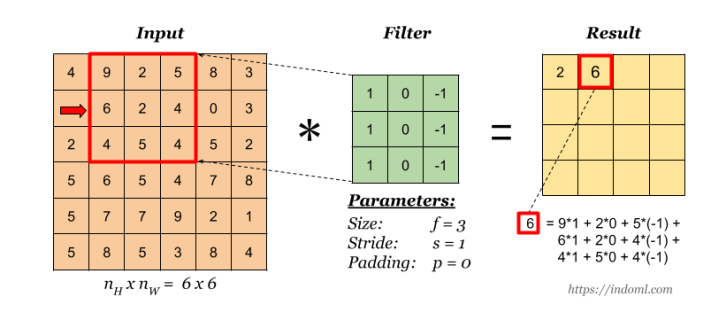 Input
Filter
Result
4 9 2 5 8 3
6 2 4 0 3
2 4 5 4 5 2
5 6 5 4 7 8
5 7 7 9 2 1
5 8 5 3 8 4
n_H x n_W = 6 x 6
*
1 0 -1
1 0 -1
1 0 -1
Parameters:
Size: f = 3
Stride: s = 1
Padding: p = 0
=
2 6
6 = 9*1 + 2*0 + 5*(-1) +
6*1 + 2*0 + 4*(-1) +
4*1 + 5*0 + 4*(-1)
https://indoml.com